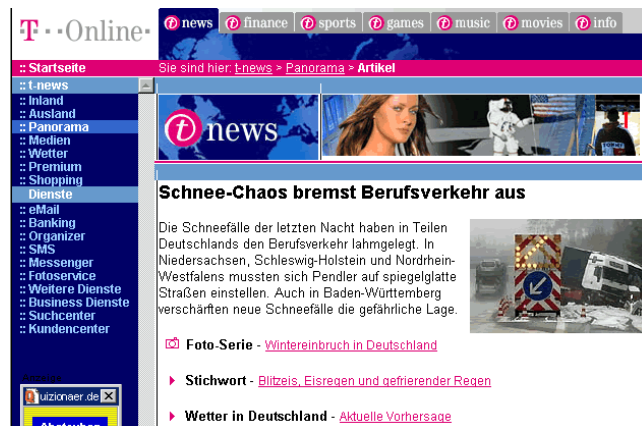 T··Online·
news
finance
sports
games
music
movies
info
:: Startseite
Sie sind hier: t-news > Panorama > Artikel
:: t-news
:: Inland
:: Ausland
:: Panorama
:: Medien
:: Wetter
:: Premium
:: Shopping
Dienste
:: eMail
:: Banking
:: Organizer
:: SMS
:: Messenger
:: Fotoservice
:: Weitere Dienste
:: Business Dienste
:: Suchcenter
:: Kundencenter
Anzeige
uizionaer.de
t news
Schnee-Chaos bremst Berufsverkehr aus
Die Schneefälle der letzten Nacht haben in Teilen
Deutschlands den Berufsverkehr lahmgelegt. In
Niedersachsen, Schleswig-Holstein und Nordrhein-
Westfalens mussten sich Pendler auf spiegelglatte
Straßen einstellen. Auch in Baden-Württemberg
verschärften neue Schneefälle die gefährliche Lage.
Foto-Serie - Wintereinbruch in Deutschland
Stichwort - Blitzeis, Eisregen und gefrierender Regen
Wetter in Deutschland - Aktuelle Vorhersage